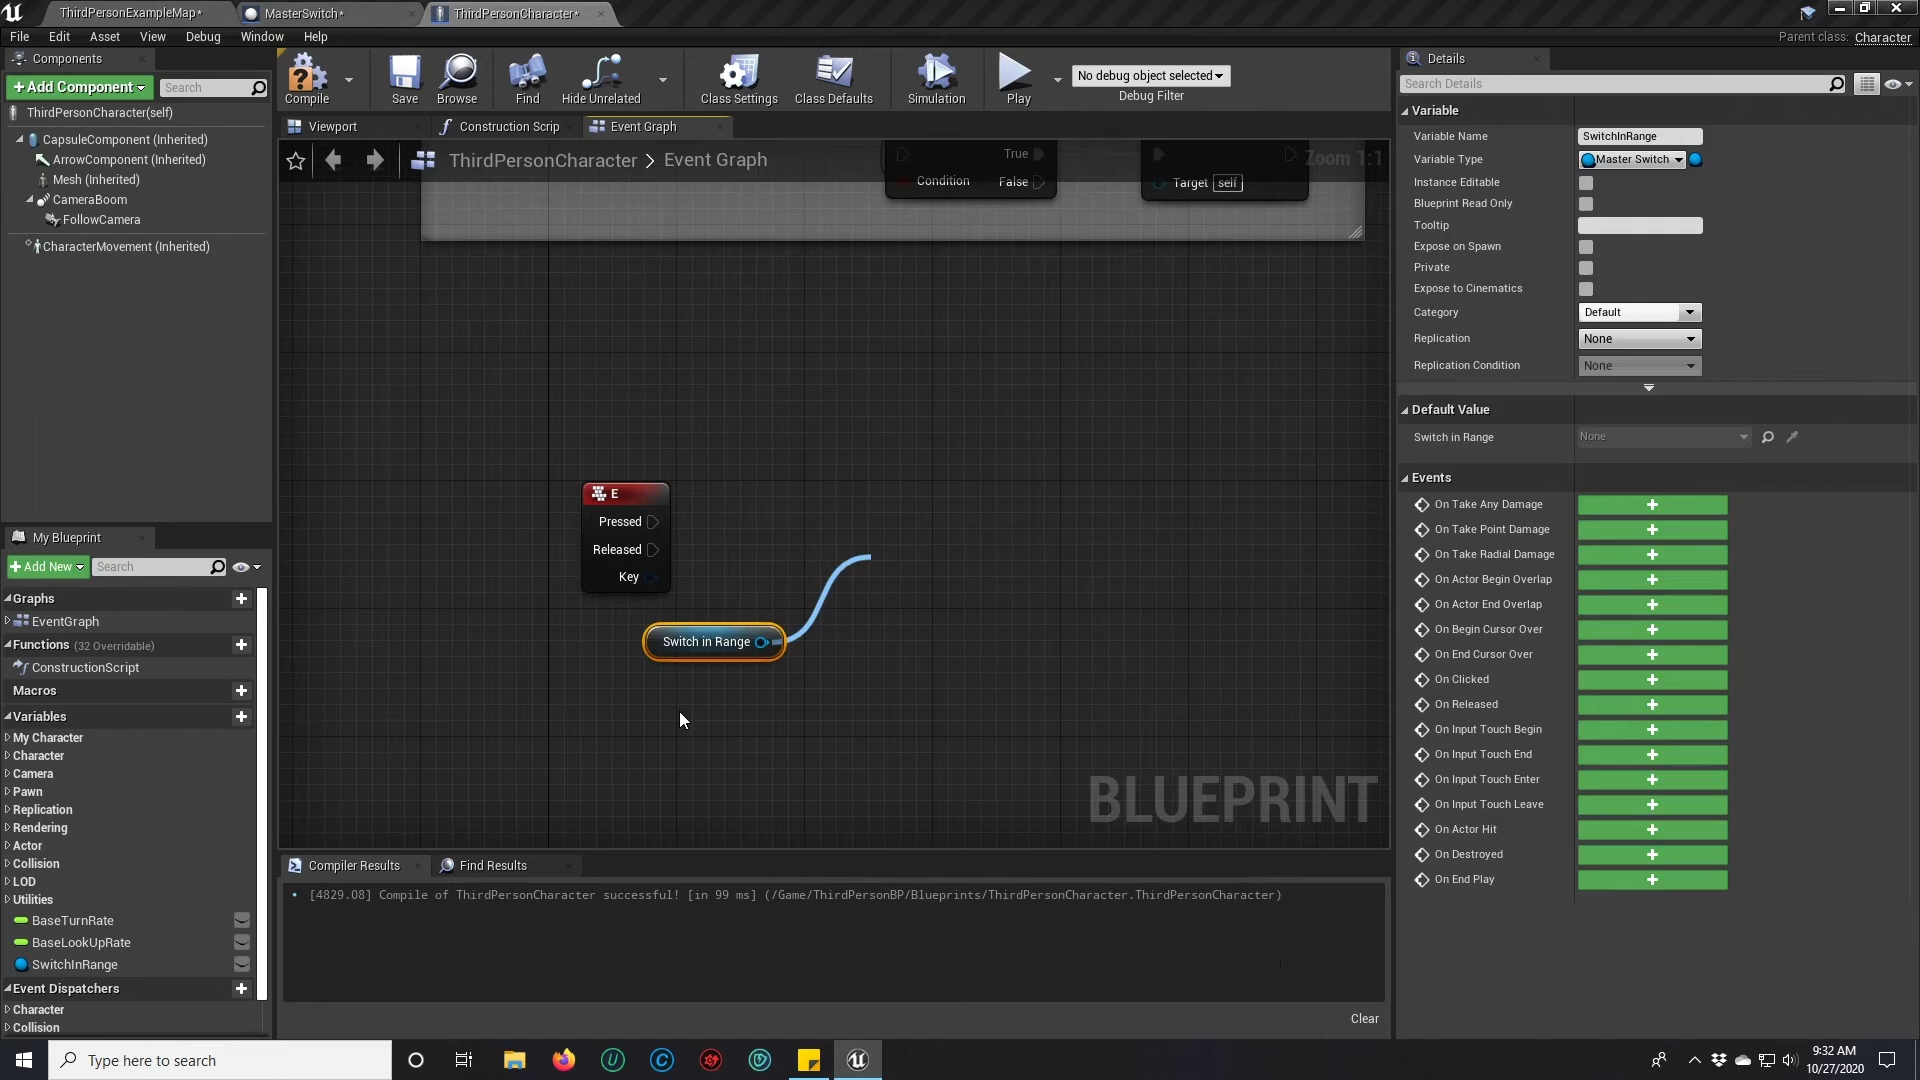 ThirdPersonExampleMap*
MasterSwitch*
ThirdPersonCharacter*
File Edit Asset View Debug Window Help
Parent class: Character
Components
+Add Component
Search
ThirdPersonCharacter(self)
CapsuleComponent (Inherited)
ArrowComponent (Inherited)
Mesh (Inherited)
CameraBoom
FollowCamera
CharacterMovement (Inherited)
Compile
Save
Browse
Find
Hide Unrelated
Class Settings
Class Defaults
Simulation
Play
No debug object selected
Debug Filter
Viewport
Construction Scrip
Event Graph
ThirdPersonCharacter > Event Graph
Zoom 1:1
True
Condition False
Target self
E
Pressed
Released
Key
Switch in Range
BLUEPRINT
My Blueprint
+Add New
Search
Graphs
EventGraph
Functions (32 Overridable)
ConstructionScript
Macros
Variables
My Character
Character
Camera
Pawn
Replication
Rendering
Actor
Collision
LOD
Utilities
BaseTurnRate
BaseLookUpRate
SwitchInRange
Event Dispatchers
Character
Collision
Compiler Results
Find Results
[4829.08] Compile of ThirdPersonCharacter successful! [in 99 ms] (/Game/ThirdPersonBP/Blueprints/ThirdPersonCharacter.ThirdPersonCharacter)
Clear
Details
Search Details
Variable
Variable Name SwitchInRange
Variable Type Master Switch
Instance Editable
Blueprint Read Only
Tooltip
Expose on Spawn
Private
Expose to Cinematics
Category Default
Replication None
Replication Condition None
Default Value
Switch in Range None
Events
On Take Any Damage
On Take Point Damage
On Take Radial Damage
On Actor Begin Overlap
On Actor End Overlap
On Begin Cursor Over
On End Cursor Over
On Clicked
On Released
On Input Touch Begin
On Input Touch End
On Input Touch Enter
On Input Touch Leave
On Actor Hit
On Destroyed
On End Play
Type here to search
9:32 AM
10/27/2020